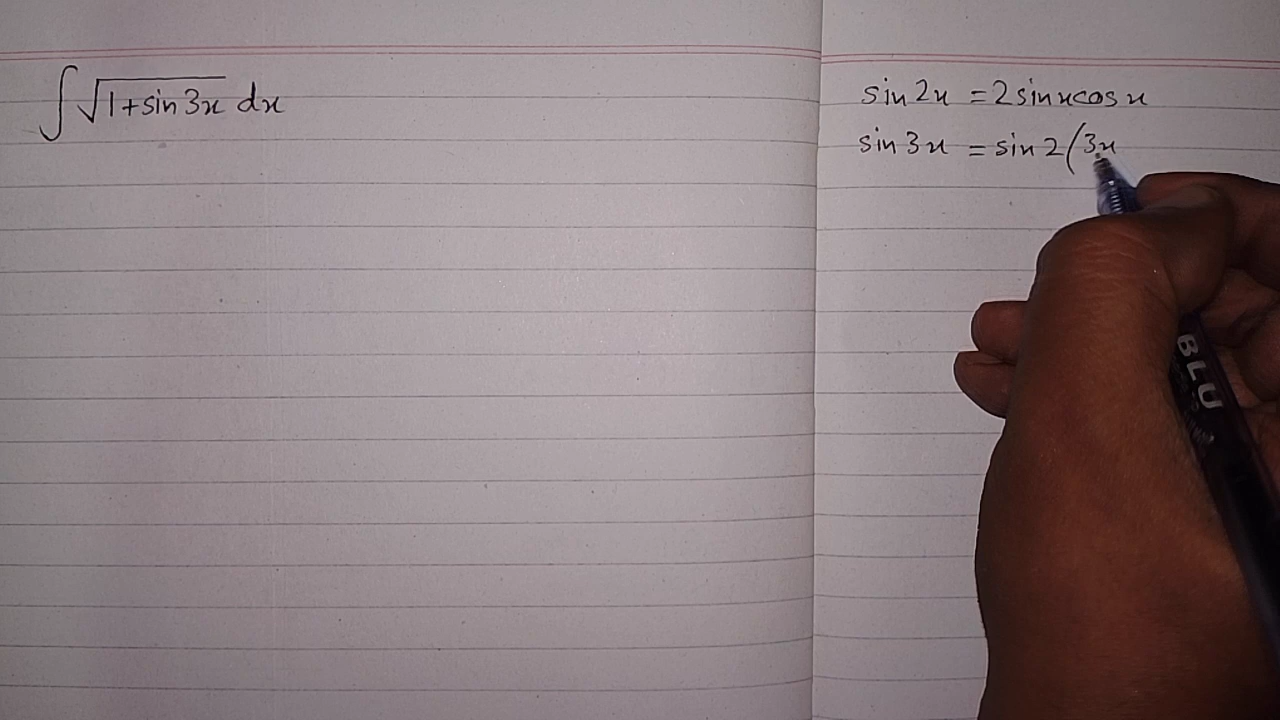 ∫ √1+sin 3x dx
sin 2x = 2 sin x cos x
sin 3x = sin 2(3x
BLU